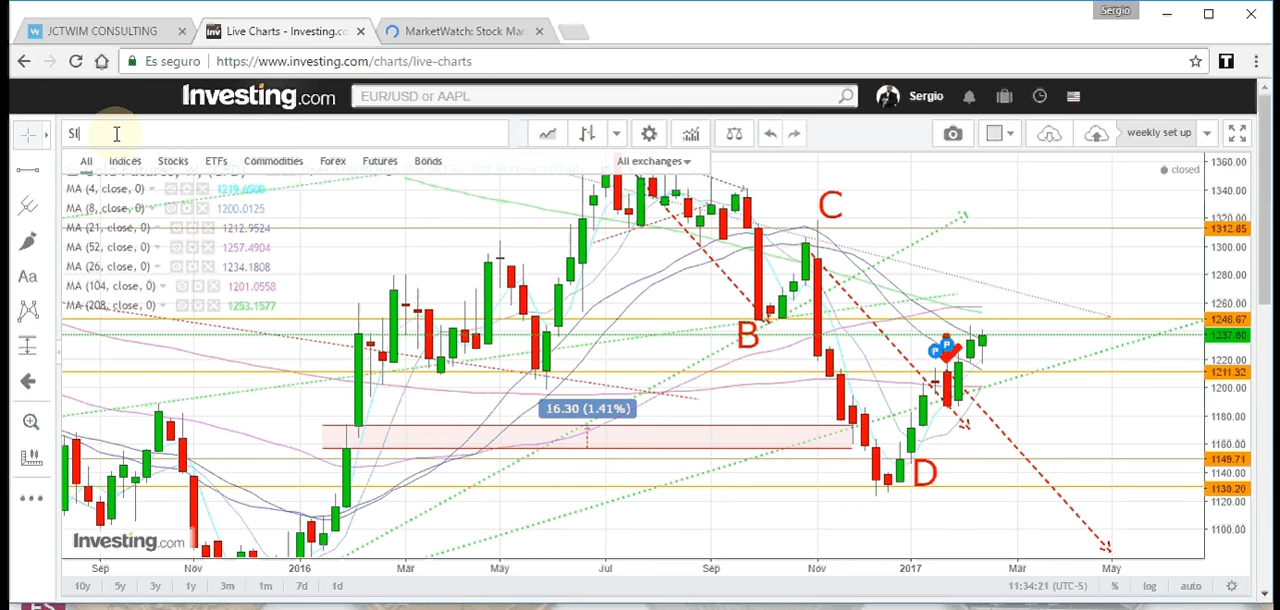 Sergio
JCTWIM CONSULTING
Live Charts - Investing.co
MarketWatch: Stock Mar
Es seguro
https://www.investing.com/charts/live-charts
Investing.com
EUR/USD or AAPL
Sergio
SI
weekly set up
All Indices Stocks ETFs Commodities Forex Futures Bonds
All exchanges
closed
MA (4, close, 0) 1219.6500
MA (8, close, 0) 1200.0125
MA (21, close, 0) 1212.9524
MA (52, close, 0) 1257.4904
MA (26, close, 0) 1234.1808
MA (104, close, 0) 1201.0558
MA (208, close, 0) 1253.1577
C
B
D
P
P
16.30 (1.41%)
1360.00
1340.00
1320.00
1312.85
1300.00
1280.00
1260.00
1248.67
1237.60
1220.00
1211.32
1200.00
1180.00
1160.00
1149.71
1140.00
1130.20
1120.00
1100.00
Investing.com
Sep Nov 2016 Mar May Jul Sep Nov 2017 Mar May
10y 5y 3y 1y 3m 1m 7d 1d
11:34:21 (UTC-5) % log auto
Aa
T
W
inv
ES